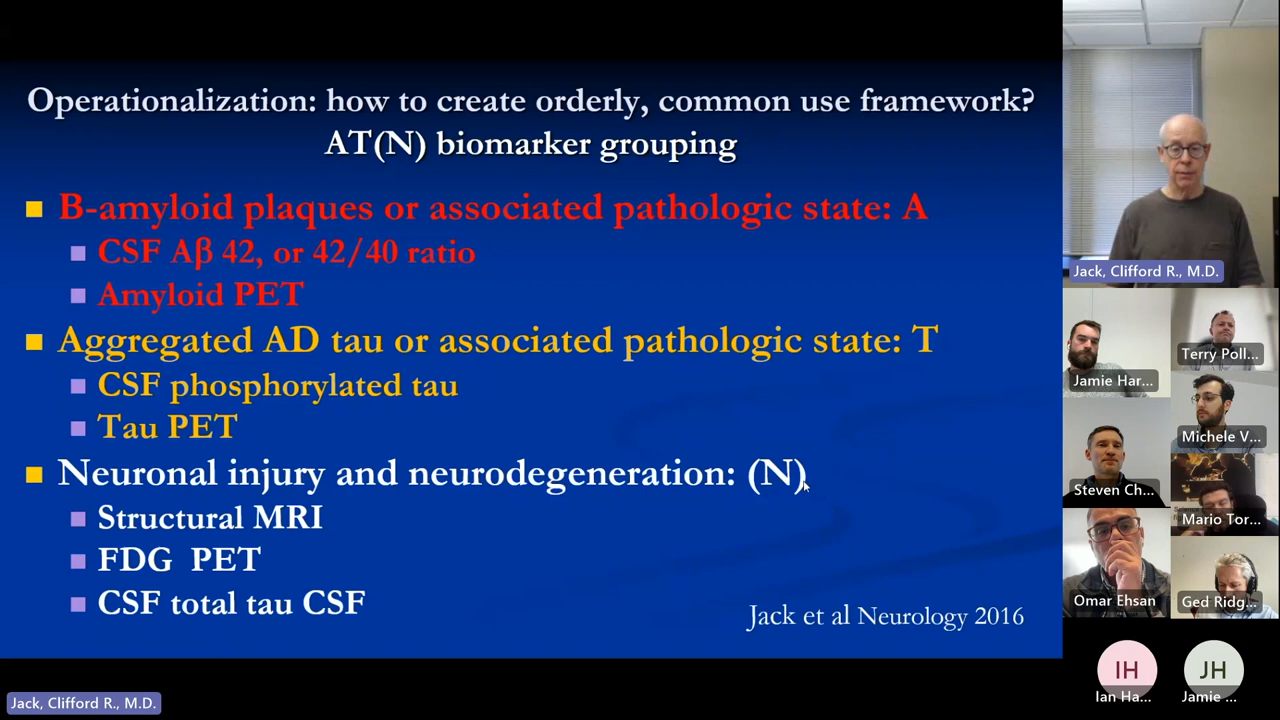 Operationalization: how to create orderly, common use framework?
AT(N) biomarker grouping
B-amyloid plaques or associated pathologic state: A
CSF Aβ 42, or 42/40 ratio
Amyloid PET
Aggregated AD tau or associated pathologic state: T
CSF phosphorylated tau
Tau PET
Neuronal injury and neurodegeneration: (N)
Structural MRI
FDG PET
CSF total tau CSF
Jack et al Neurology 2016
Jack, Clifford R., M.D.
Jack, Clifford R., M.D.
Jamie Har...
Terry Poll...
Michele V...
Steven Ch...
Mario Tor...
Omar Ehsan
Ged Ridg...
IH
Ian Ha...
JH
Jamie ...